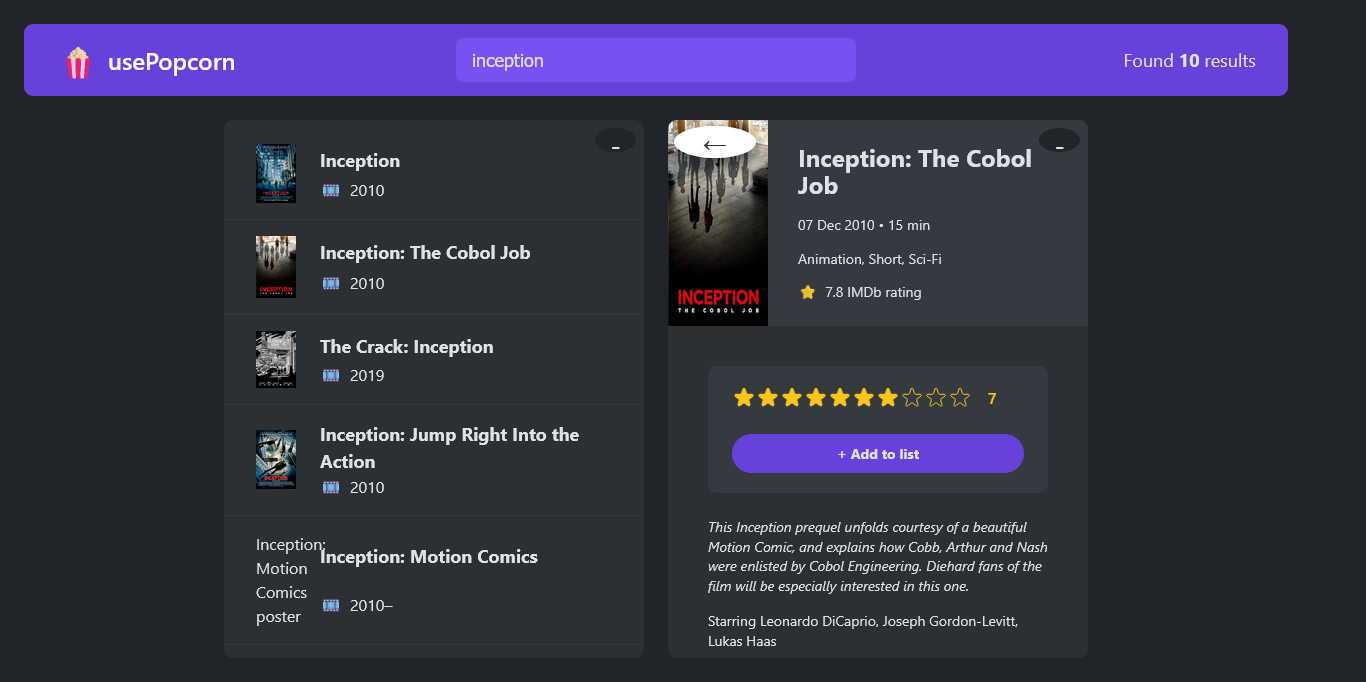 usePopcorn
inception
Found 10 results
Inception
2010
Inception: The Cobol Job
2010
The Crack: Inception
2019
Inception: Jump Right Into the
Action
2010
Inception:
Motion
Comics
poster
Inception: Motion Comics
2010–
←
–
–
INCEPTION
THE COBOL JOB
Inception: The Cobol
Job
07 Dec 2010 • 15 min
Animation, Short, Sci-Fi
7.8 IMDb rating
7
+ Add to list
This Inception prequel unfolds courtesy of a beautiful
Motion Comic, and explains how Cobb, Arthur and Nash
were enlisted by Cobol Engineering. Diehard fans of the
film will be especially interested in this one.
Starring Leonardo DiCaprio, Joseph Gordon-Levitt,
Lukas Haas